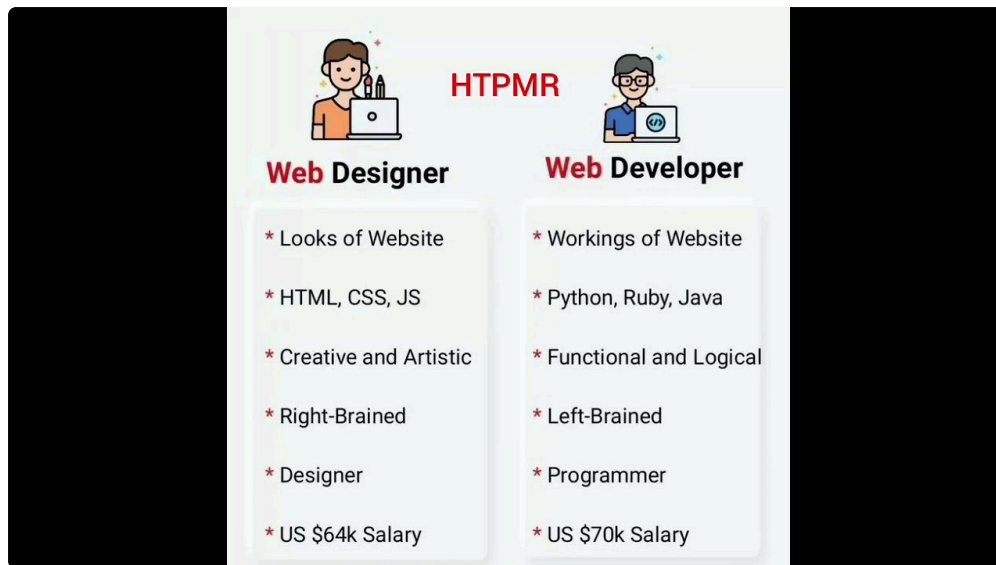 HTPMR
Web Designer
* Looks of Website
* HTML, CSS, JS
* Creative and Artistic
* Right-Brained
* Designer
* US $64k Salary
</>
Web Developer
* Workings of Website
* Python, Ruby, Java
* Functional and Logical
* Left-Brained
* Programmer
* US $70k Salary